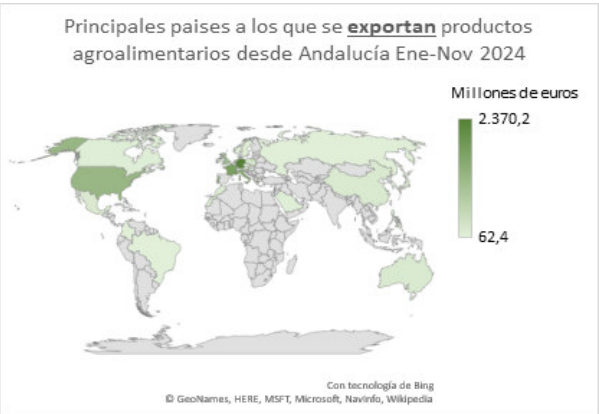 Principales paises a los que se exportan productos
agroalimentarios desde Andalucía Ene-Nov 2024
Millones de euros
2.370,2
62,4
Con tecnología de Bing
© GeoNames, HERE, MSFT, Microsoft, NavInfo, Wikipedia